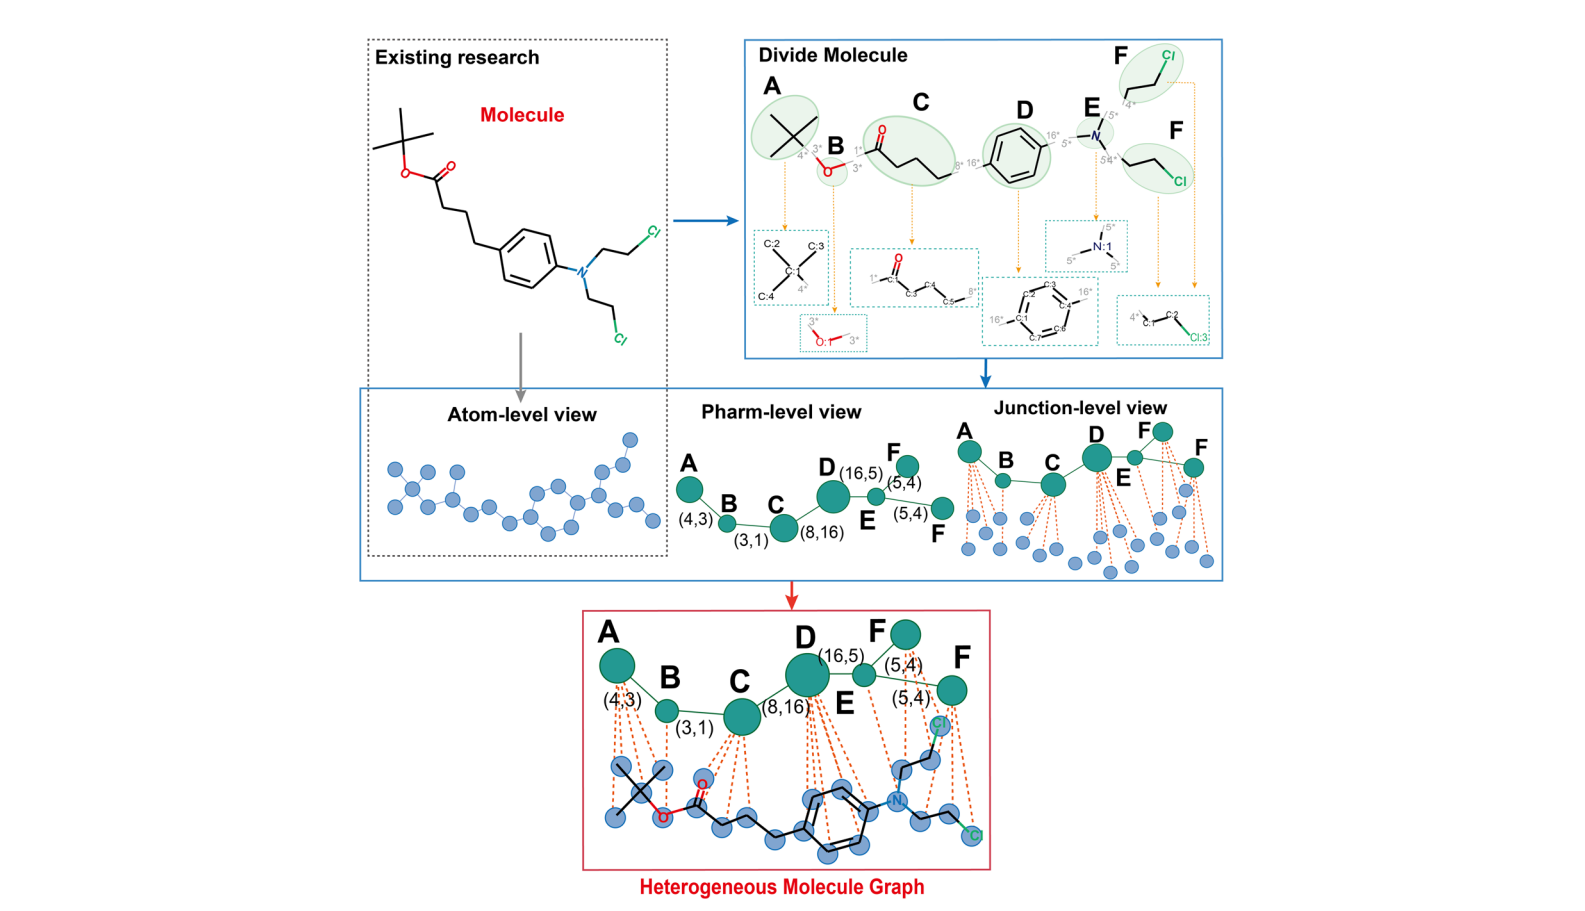 Existing research
Molecule
O
O
N
Cl
Cl
Divide Molecule
A
B
C
D
E
F
F
Cl
Cl
O
O
N
4*
3*
1*
3*
8*
16*
16*
5*
5*
4*
5*
4*
C:2
C:3
C:1
4*
C:4
3*
O:1
3*
O
1*
C:1
C:3
C:4
C:5
8*
C:3
C:2
16*
C:4
16*
C:1
C:6
C:7
5*
N:1
5*
5*
4*
C:1
C:2
Cl:3
Atom-level view
Pharm-level view
A
B
C
D
E
F
F
(4,3)
(3,1)
(8,16)
(16,5)
(5,4)
(5,4)
Junction-level view
A
B
C
D
E
F
F
A
B
C
D
E
F
F
(4,3)
(3,1)
(8,16)
(16,5)
(5,4)
(5,4)
O
O
N
Cl
Cl
Heterogeneous Molecule Graph